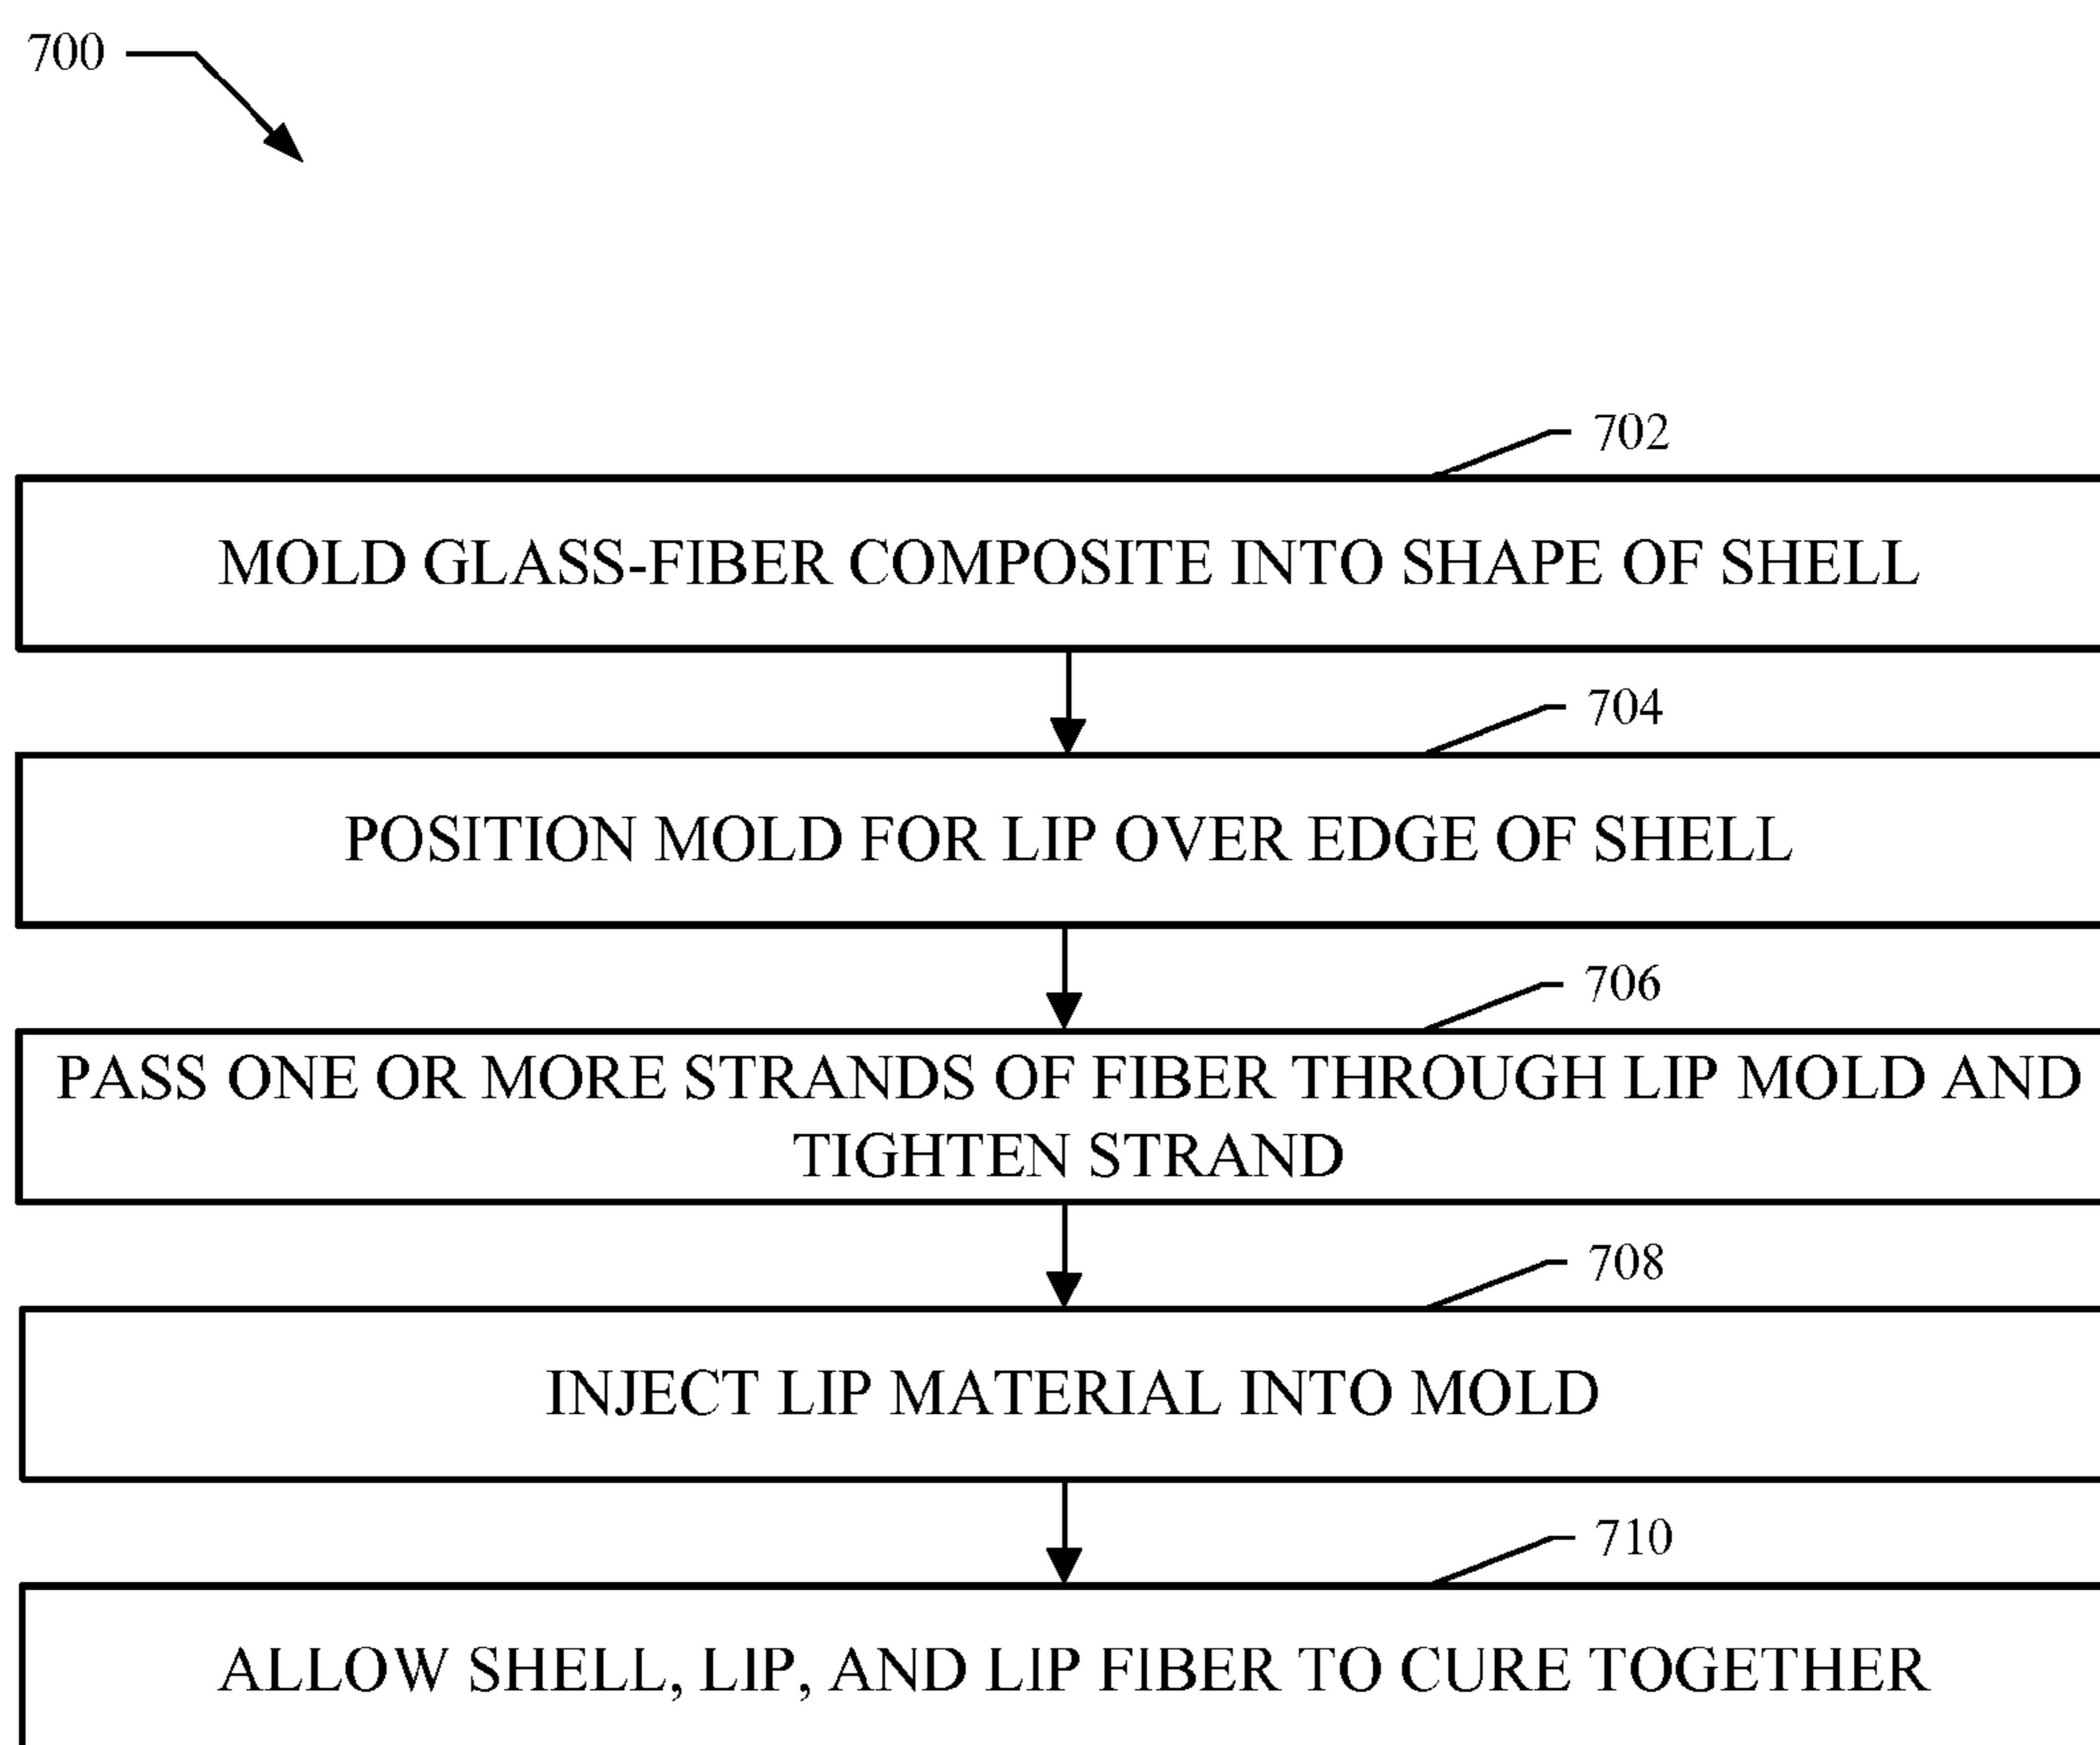 700
702
MOLD GLASS-FIBER COMPOSITE INTO SHAPE OF SHELL
704
POSITION MOLD FOR LIP OVER EDGE OF SHELL
706
PASS ONE OR MORE STRANDS OF FIBER THROUGH LIP MOLD AND
TIGHTEN STRAND
708
INJECT LIP MATERIAL INTO MOLD
710
ALLOW SHELL, LIP, AND LIP FIBER TO CURE TOGETHER